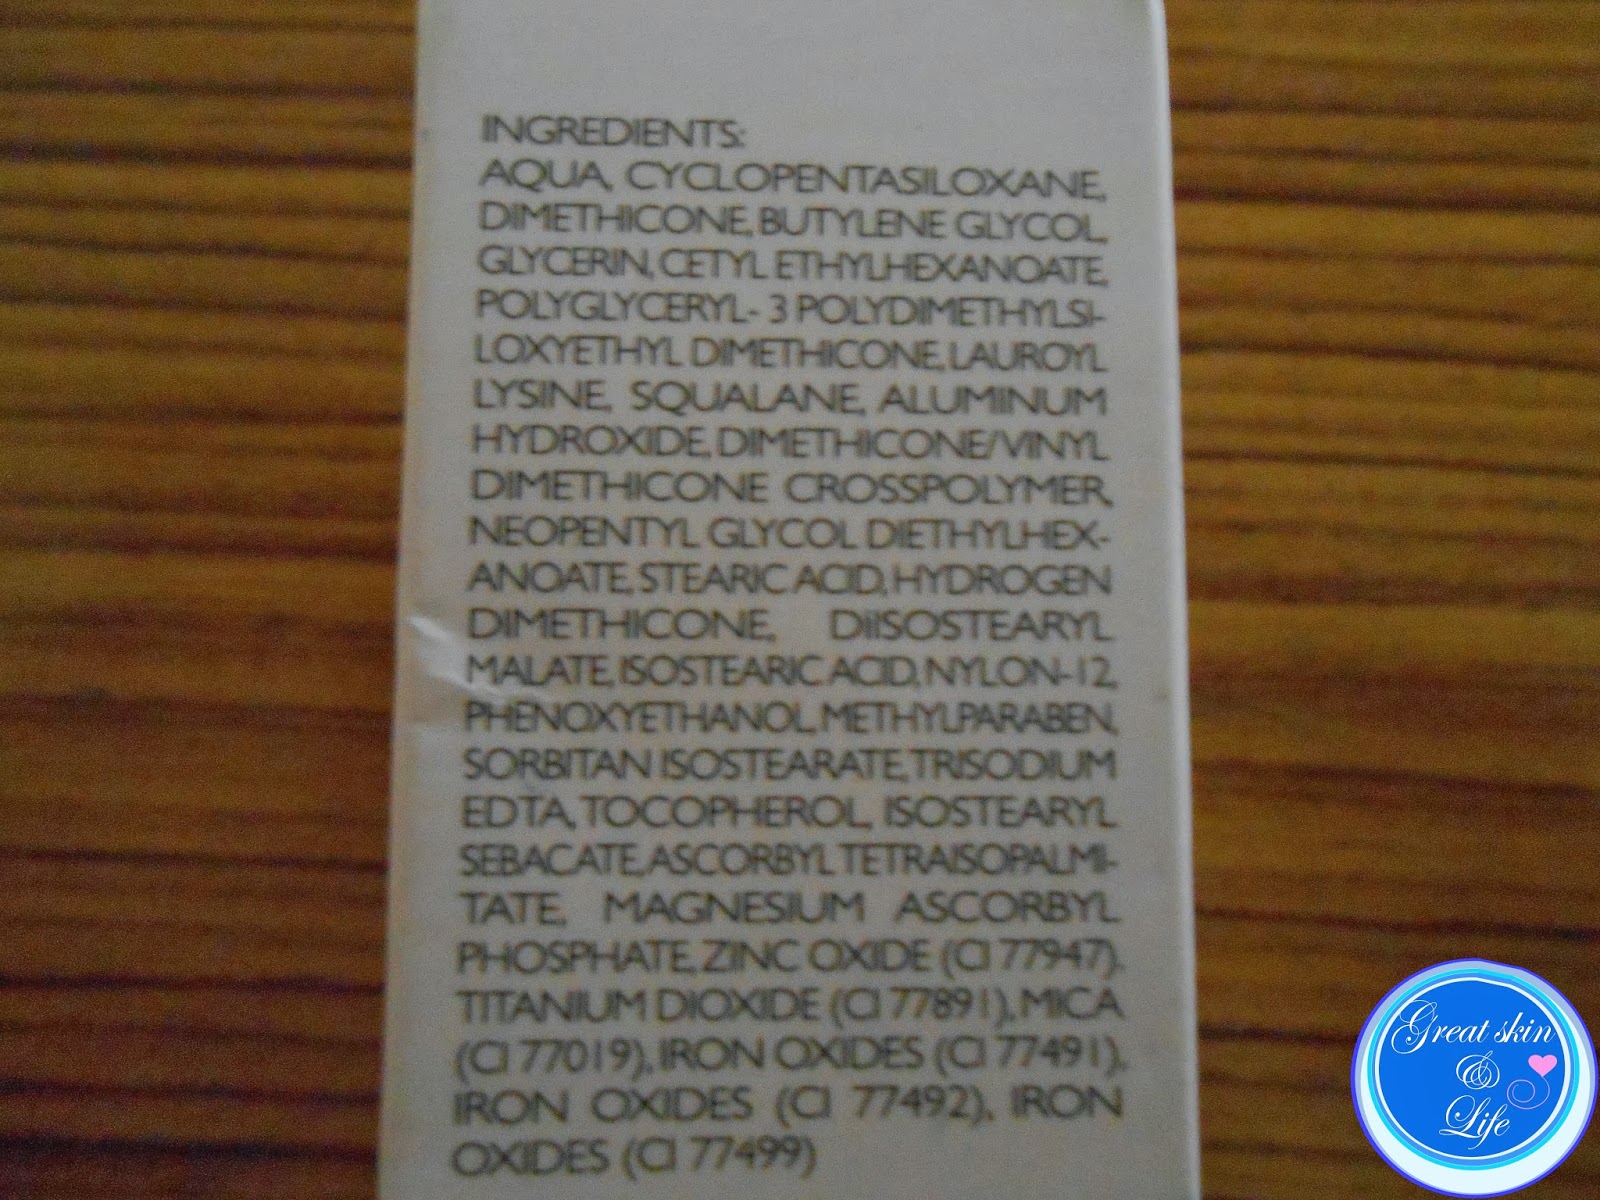 INGREDIENTS:
AQUA, CYCLOPENTASILOXANE,
DIMETHICONE, BUTYLENE GLYCOL,
GLYCERIN, CETYL ETHYLHEXANOATE,
POLYGLYCERYL- 3 POLYDIMETHYLSI-
LOXYETHYL DIMETHICONE, LAUROYL
LYSINE, SQUALANE, ALUMINUM
HYDROXIDE, DIMETHICONE/VINYL
DIMETHICONE CROSSPOLYMER,
NEOPENTYL GLYCOL DIETHYLHEX-
ANOATE, STEARIC ACID, HYDROGEN
DIMETHICONE, DiISOSTEARYL
MALATE, ISOSTEARIC ACID, NYLON-12,
PHENOXYETHANOL, METHYLPARABEN,
SORBITAN ISOSTEARATE, TRISODIUM
EDTA, TOCOPHEROL, ISOSTEARYL
SEBACATE, ASCORBYL TETRAISOPALMI-
TATE, MAGNESIUM ASCORBYL
PHOSPHATE, ZINC OXIDE (CI 77947),
TITANIUM DIOXIDE (CI 77891), MICA
(CI 77019), IRON OXIDES (CI 77491),
IRON OXIDES (CI 77492), IRON
OXIDES (CI 77499)
Great skin
&
Life